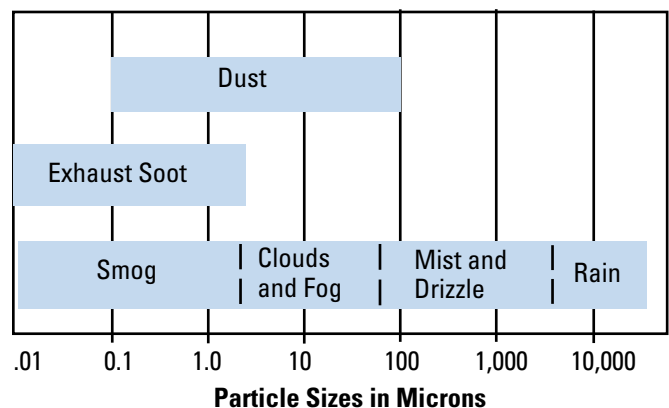 Dust
Exhaust Soot
Smog
Clouds
and Fog
Mist and
Drizzle
Rain
.01 0.1 1.0 10 100 1,000 10,000
Particle Sizes in Microns